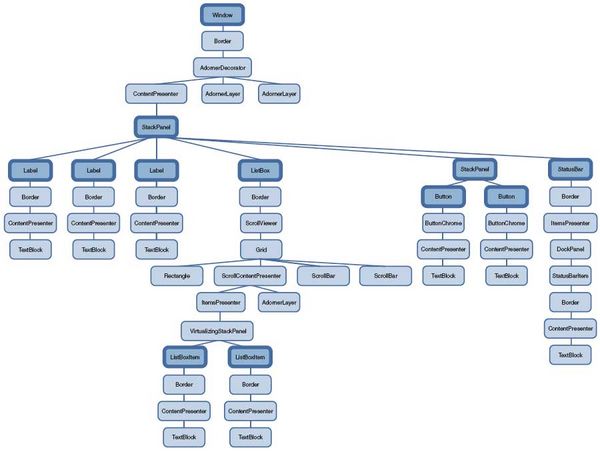 Window
Border
AdornerDecorator
ContentPresenter AdornerLayer AdornerLayer
StackPanel
Label Label Label ListBox StackPanel StatusBar
Border Border Border Border Button Button Border
ContentPresenter ContentPresenter ContentPresenter ScrollViewer ButtonChrome ButtonChrome ItemsPresenter
TextBlock TextBlock TextBlock Grid ContentPresenter ContentPresenter DockPanel
Rectangle ScrollContentPresenter ScrollBar ScrollBar TextBlock TextBlock StatusBarItem
ItemsPresenter AdornerLayer Border
VirtualizingStackPanel ContentPresenter
ListBoxItem ListBoxItem TextBlock
Border Border
ContentPresenter ContentPresenter
TextBlock TextBlock